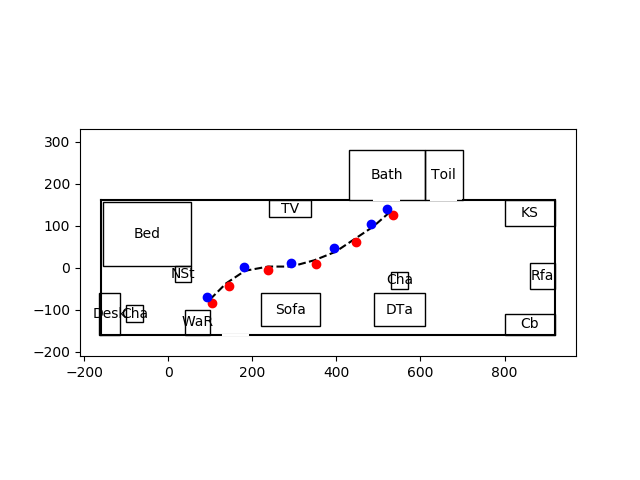 300
200
100
0
−100
−200
−200
0
200
400
600
800
Bath
Toil
TV
KS
Bed
NSt
Cha
Rfa
Desk
Cha
WaR
Sofa
DTa
Cb